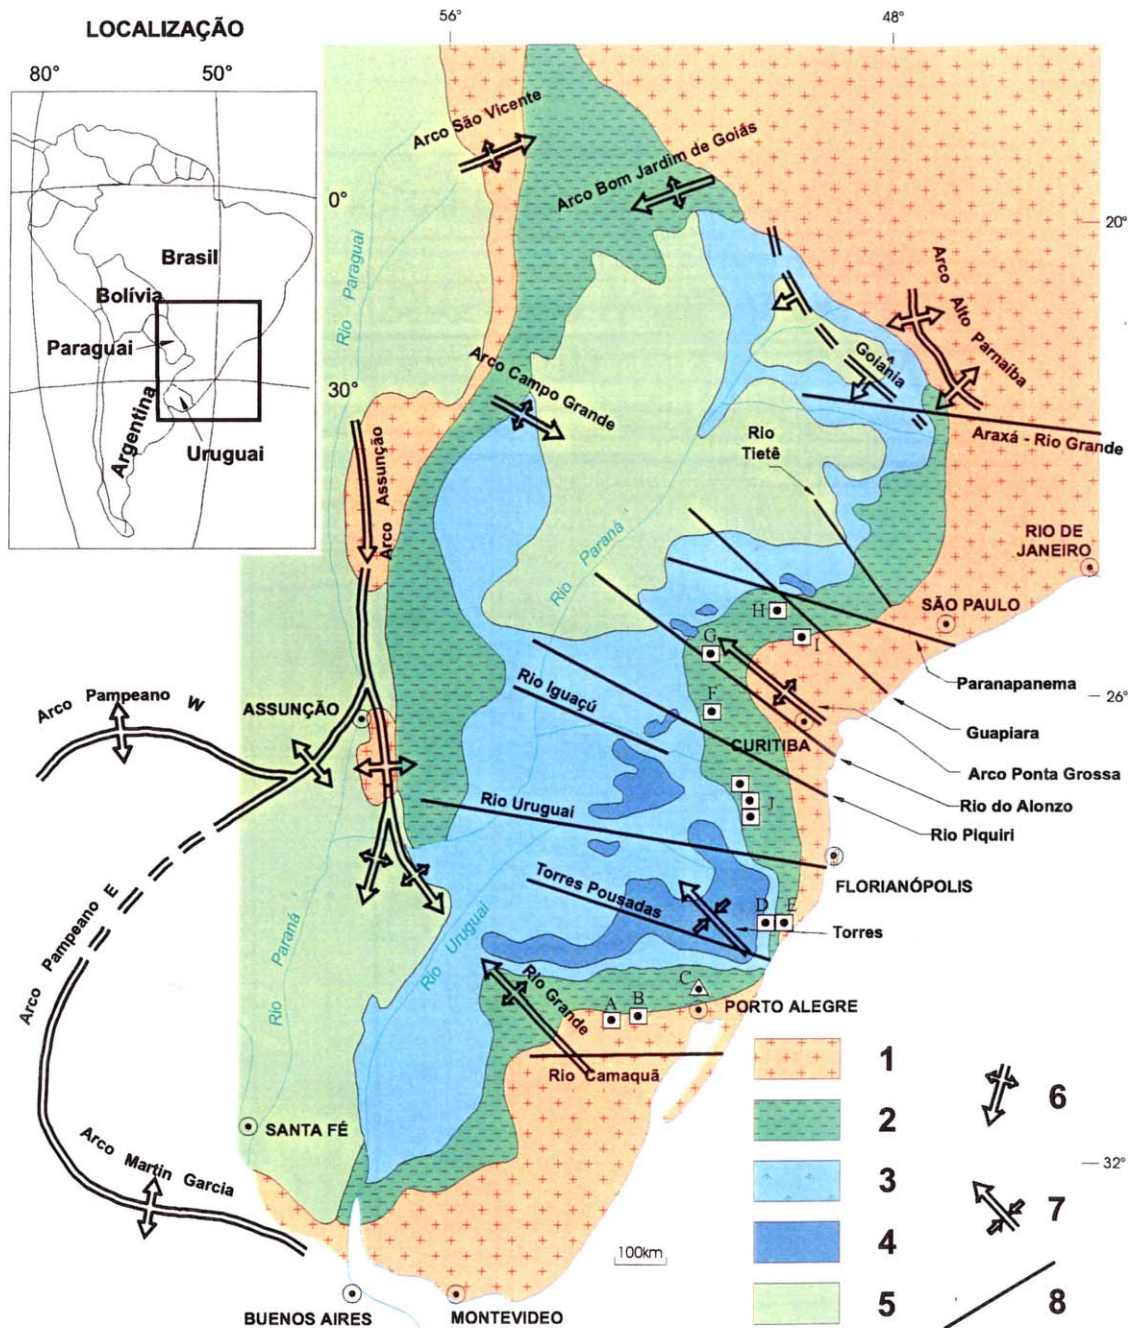 LOCALIZAÇÃO
80°
50°
0°
30°
Brasil
Bolívia
Paraguai
Argentina
Uruguai
56°
48°
20°
26°
32°
Arco São Vicente
Arco Bom Jardim de Goiás
Rio Paraguai
Arco Alto Parnaíba
Goiânia
Arco Campo Grande
Araxá - Rio Grande
Rio
Tietê
Arco Assunção
Rio Paraná
RIO DE
JANEIRO
SÃO PAULO
H
I
G
F
Paranapanema
Arco Pampeano W
ASSUNÇÃO
Rio Iguaçú
CURITIBA
Guapiara
Arco Ponta Grossa
Rio do Alonzo
J
Rio Piquiri
Rio Uruguai
FLORIANÓPOLIS
Torres Pousadas
D
E
Torres
Arco Pampeano E
Rio Paraná
Rio Uruguai
Rio Grande
C
A
B
PORTO ALEGRE
Rio Camaquã
SANTA FÉ
Arco Martin Garcia
100km
BUENOS AIRES
MONTEVIDEO
1
2
3
4
5
6
7
8